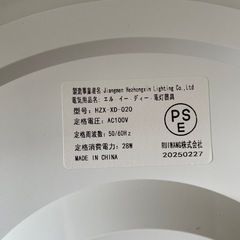 製造事業者名：Jiangmen Hezhongxin Lighting Co.,Ltd
電気用品名：エル・イー・ディー・電灯器具
型号：HZX-XD-020
定格電圧：AC100V
定格周波数：50/60Hz
定格消費電力：28W
MADE IN CHINA
PS
E
RUIWANG株式会社
20250227